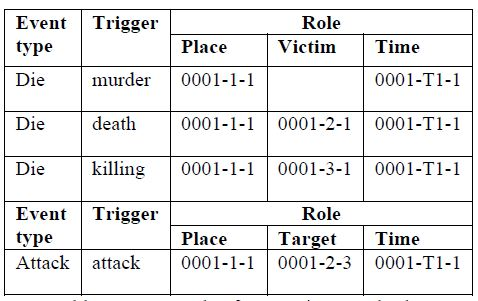 Event type Trigger Role
Place Victim Time
Die murder 0001-1-1 0001-T1-1
Die death 0001-1-1 0001-2-1 0001-T1-1
Die killing 0001-1-1 0001-3-1 0001-T1-1
Event type Trigger Role
Place Target Time
Attack attack 0001-1-1 0001-2-3 0001-T1-1